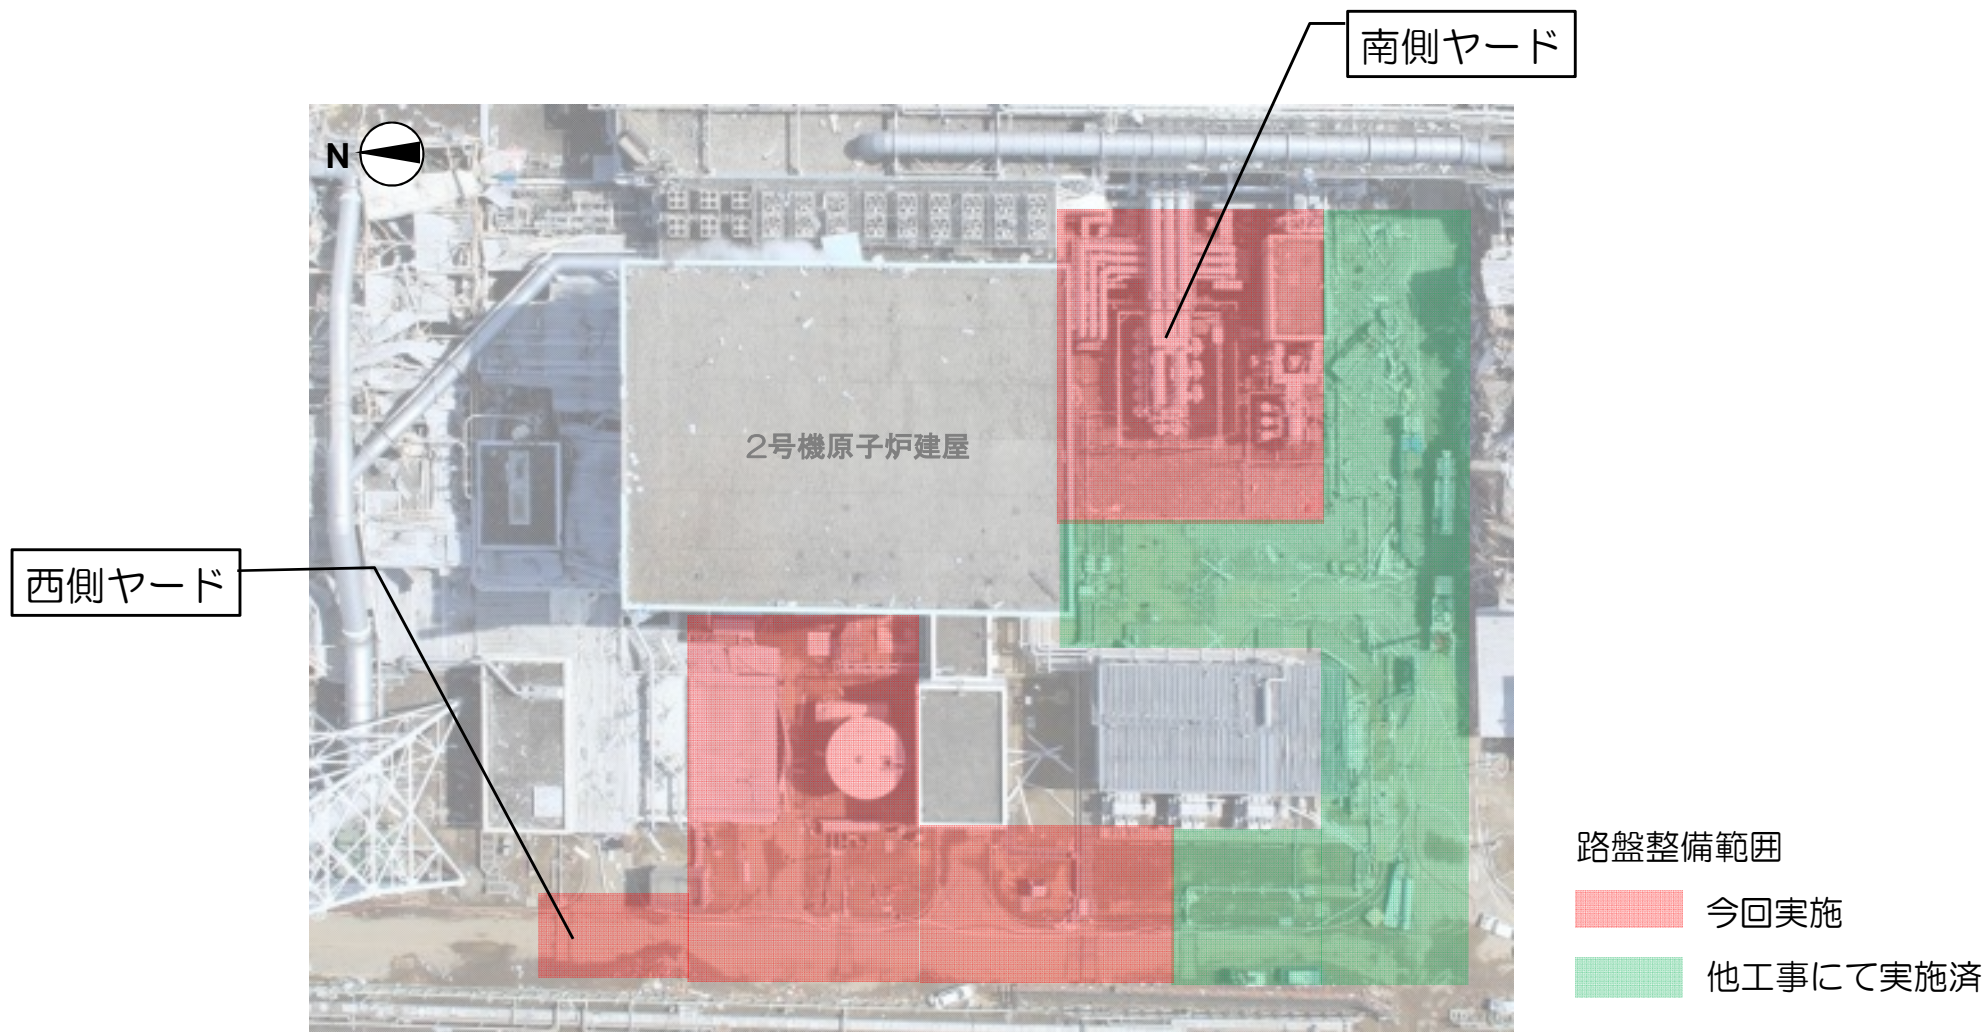 南側ヤード
N
2号機原子炉建屋
西側ヤード
路盤整備範囲
今回実施
他工事にて実施済